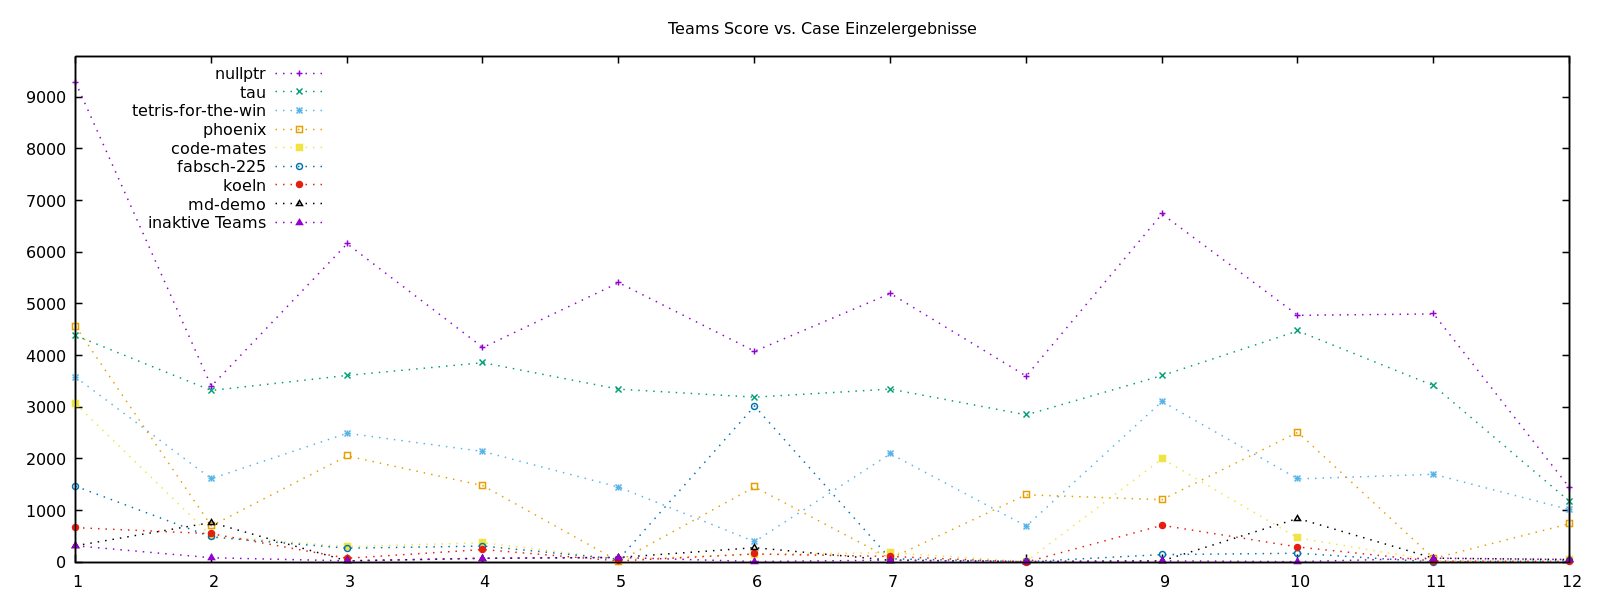 Teams Score vs. Case Einzelergebnisse
nullptr
tau
tetris-for-the-win
phoenix
code-mates
fabsch-225
koeln
md-demo
inaktive Teams
9000
8000
7000
6000
5000
4000
3000
2000
1000
0
1 2 3 4 5 6 7 8 9 10 11 12